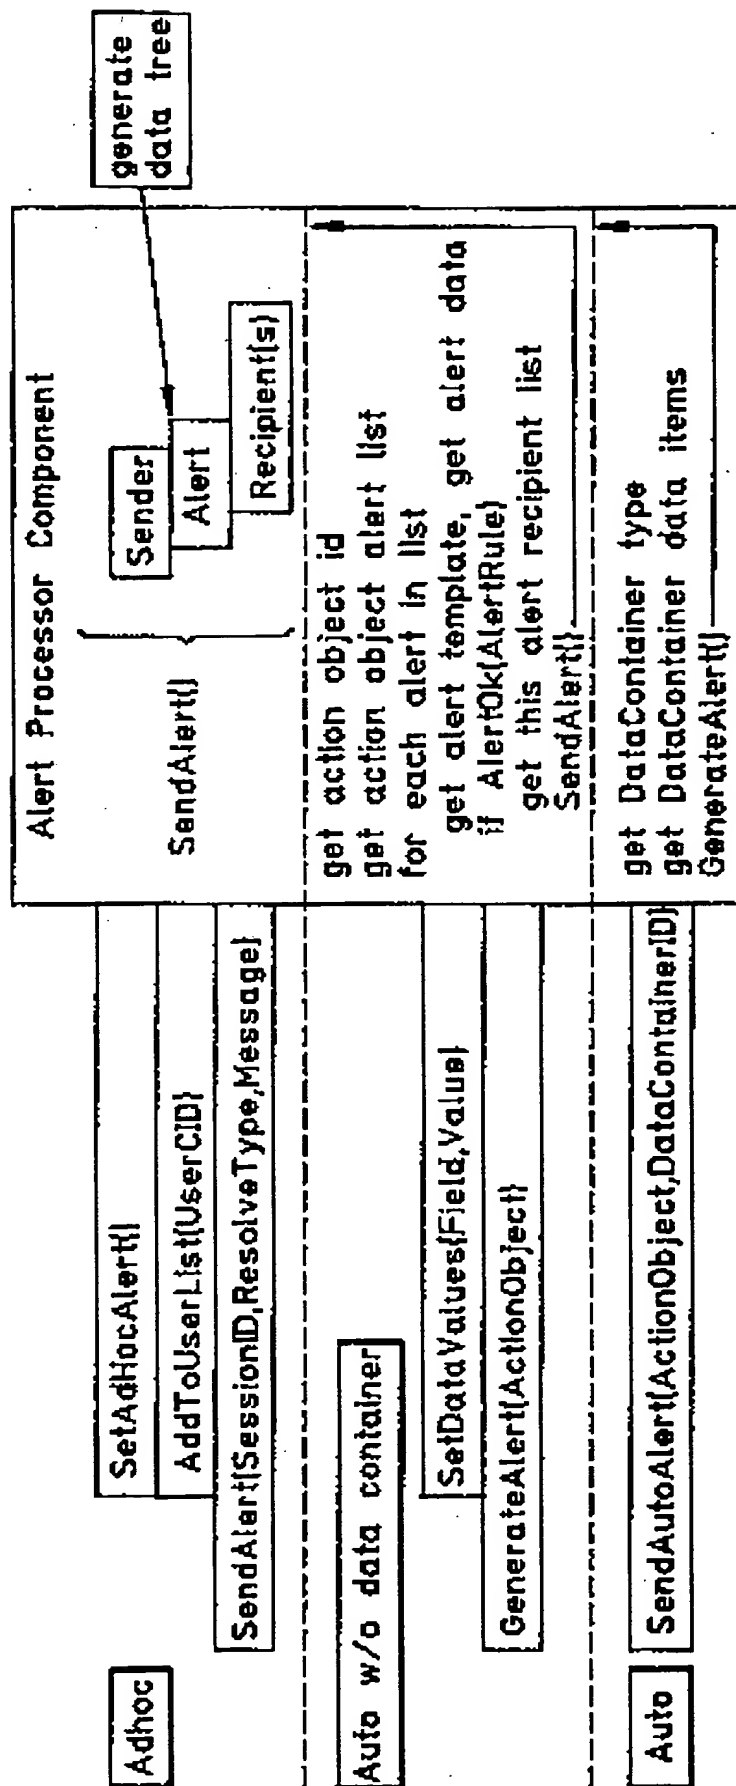 Adhoc
SetAdHocAlert()
AddToUserList(UserCID)
SendAlert(SessionID,ResolveType,Message)
Alert Processor Component
SendAlert()
Sender
Alert
Recipient(s)
generate
data tree
Auto w/o data container
SetDataValues(Field,Value)
GenerateAlert(ActionObject)
get action object id
get action object alert list
for each alert in list
get alert template, get alert data
if AlertOk(AlertRule)
get this alert recipient list
SendAlert()
Auto
SendAutoAlert(ActionObject,DataContainerID)
get DataContainer type
get DataContainer data items
GenerateAlert()